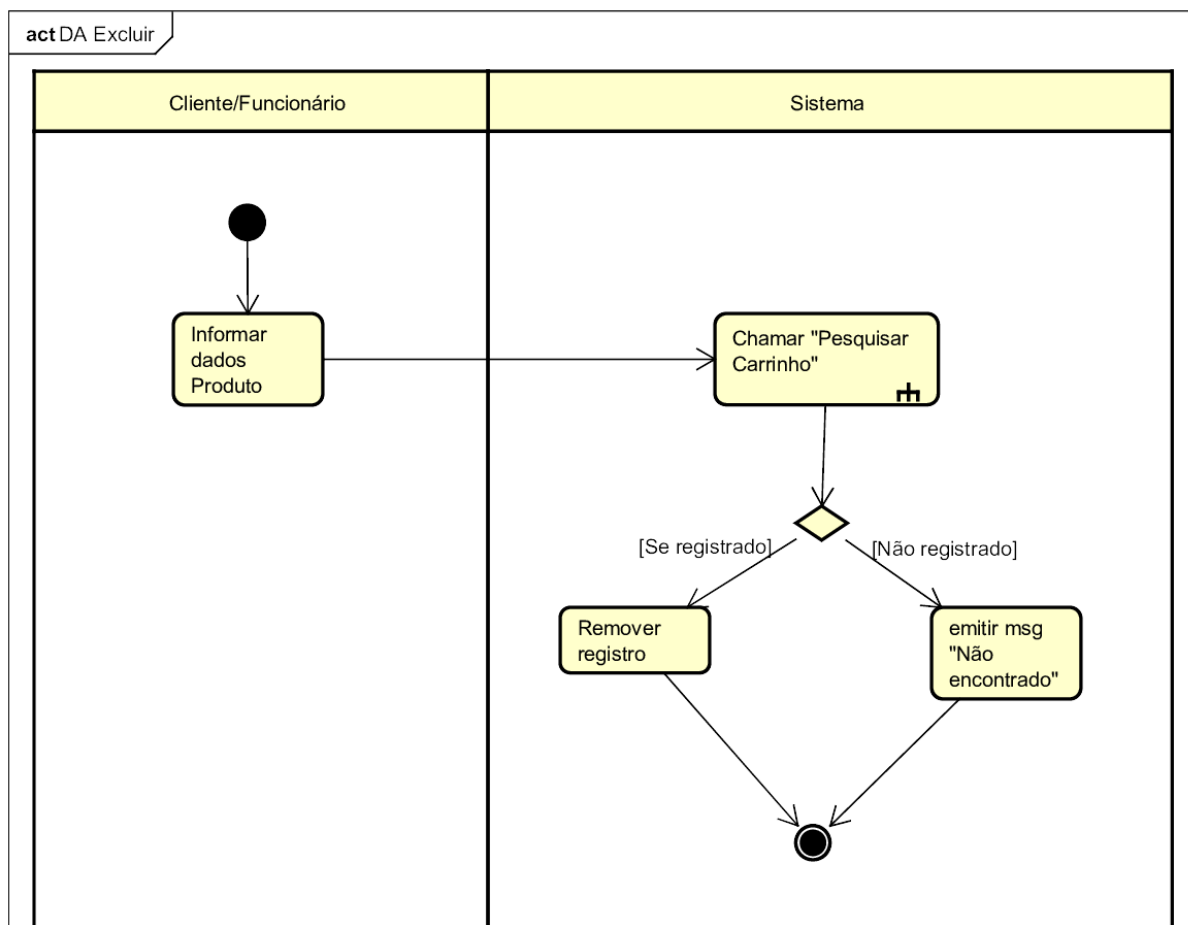 act DA Excluir
Cliente/Funcionário
Sistema
Informar
dados
Produto
Chamar "Pesquisar
Carrinho"
[Se registrado]
[Não registrado]
Remover
registro
emitir msg
"Não
encontrado"